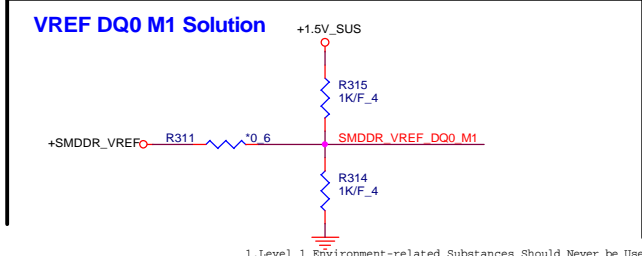 VREF DQ0 M1 Solution
+1.5V_SUS
R315
1K/F_4
+SMDDR_VREF
R311
*0_6
SMDDR_VREF_DQ0_M1
R314
1K/F_4
1.Level 1 Environment-related Substances Should Never be Use